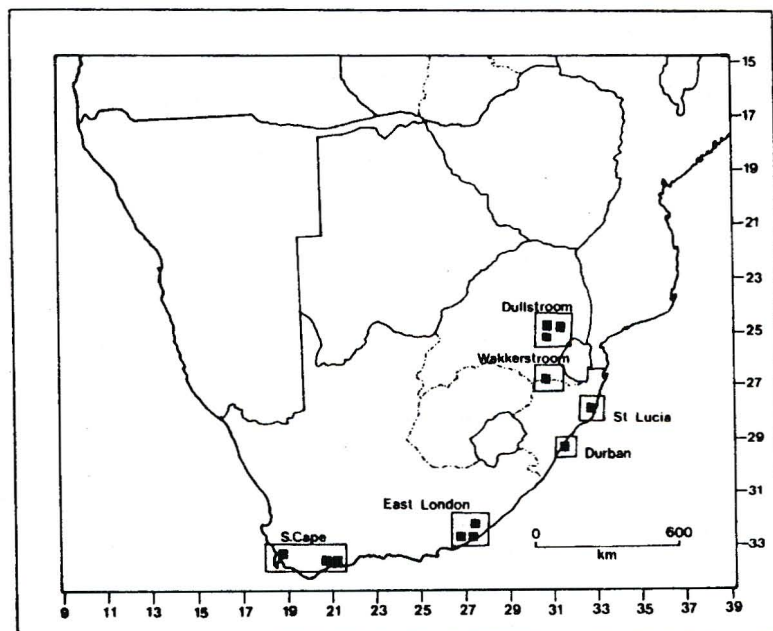 15
17
19
21
23
Dullstroom
25
Wakkerstroom
27
St Lucia
29
Durban
31
East London
0 600
S.Cape
33
km
9 11 13 15 17 19 21 23 25 27 29 31 33 35 37 39